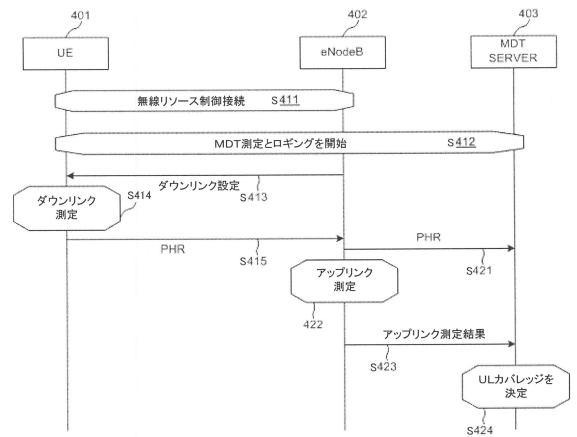 401
402
403
UE
eNodeB
MDT
SERVER
無線リソース制御接続 S411
MDT測定とロギングを開始 S412
ダウンリンク設定
S413
ダウンリンク
測定
S414
PHR
S415
PHR
S421
アップリンク
測定
422
アップリンク測定結果
S423
ULカバレッジを
決定
S424